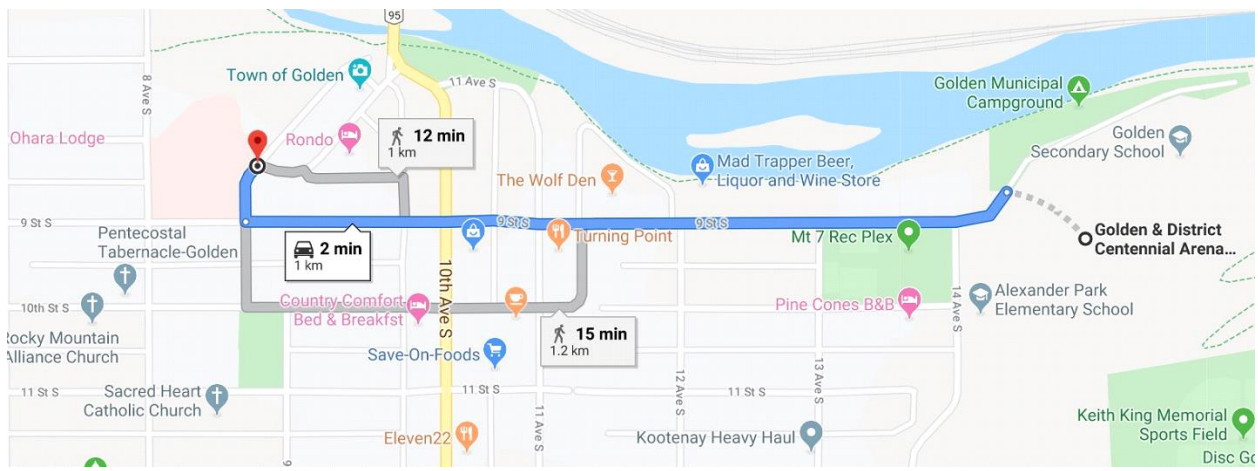 95
8 Ave S
Town of Golden
11 Ave S
Golden Municipal
Campground
Ohara Lodge
Rondo
12 min
1 km
Golden
Secondary School
The Wolf Den
Mad Trapper Beer,
Liquor and Wine Store
9 St S
9 St S
9 St S
Pentecostal
Tabernacle-Golden
2 min
1 km
10th Ave S
Turning Point
Mt 7 Rec Plex
Golden & District
Centennial Arena...
10th St S
Country Comfort
Bed & Breakfst
Pine Cones B&B
14 Ave S
Alexander Park
Elementary School
Rocky Mountain
Alliance Church
15 min
1.2 km
Save-On-Foods
Sacred Heart
Catholic Church
11 St S
12 Ave S
11 St S
13 Ave S
11 Ave S
Eleven22
Kootenay Heavy Haul
Keith King Memorial
Sports Field
Disc Go
9